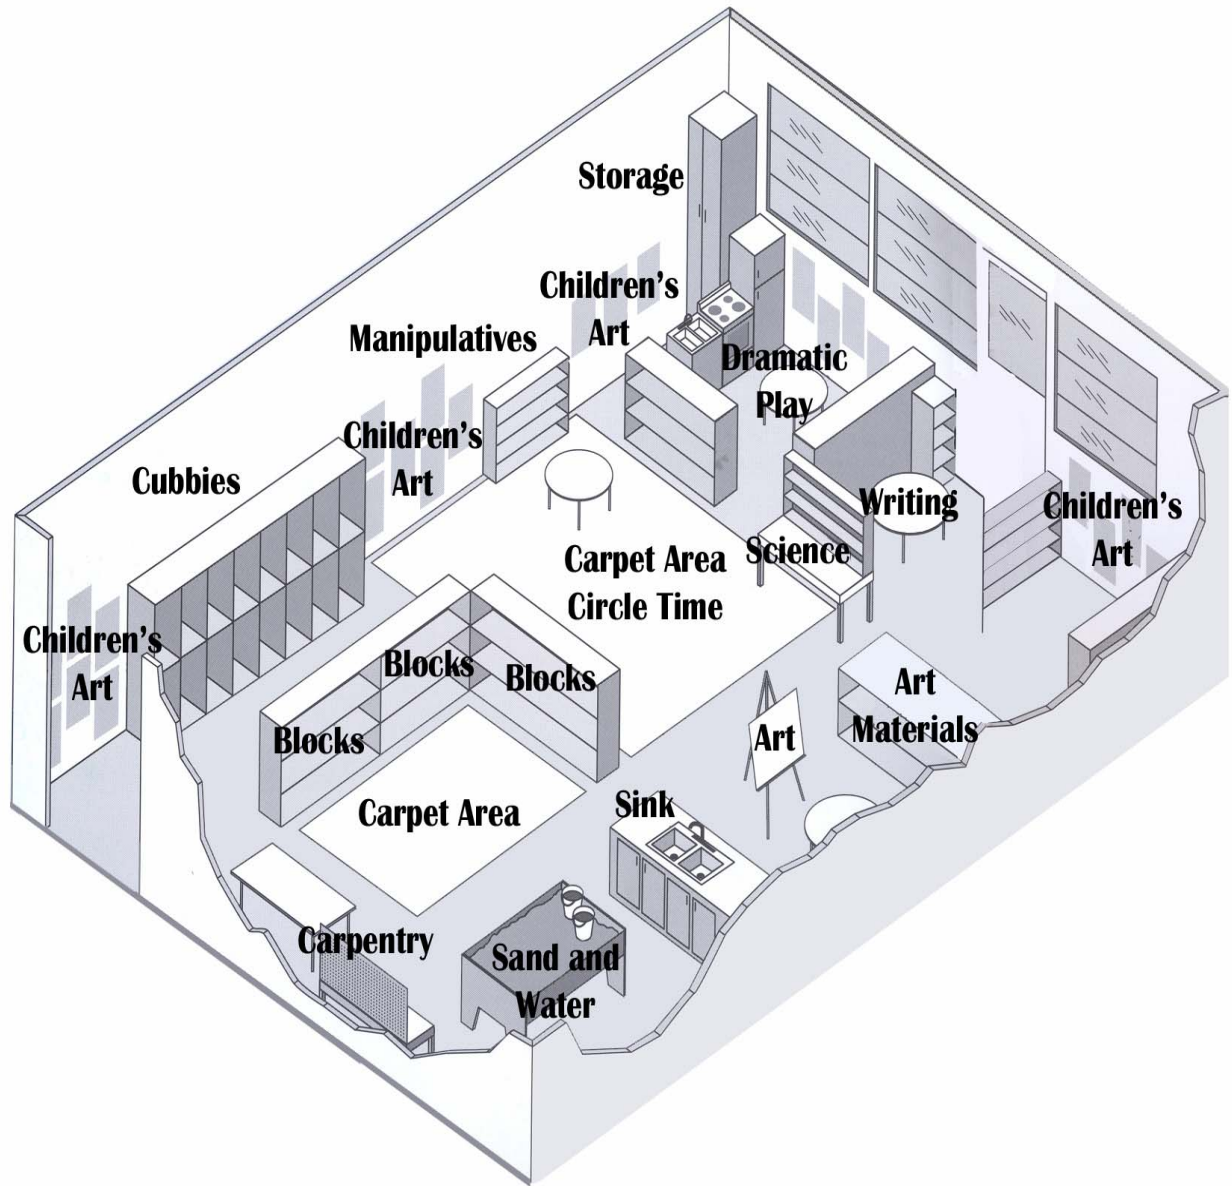 Storage
Children's
Art
Manipulatives
Dramatic
Play
Children's
Art
Cubbies
Writing
Children's
Art
Science
Carpet Area
Circle Time
Children's
Art
Blocks
Blocks
Blocks
Art
Materials
Art
Carpet Area
Sink
Carpentry
Sand and
Water